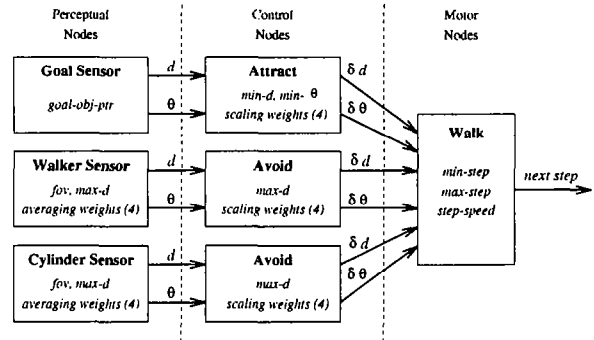 Perceptual
Nodes
Control
Nodes
Motor
Nodes
Goal Sensor
goal-obj-ptr
d
θ
Attract
min-d, min- θ
scaling weights (4)
δ d
δ θ
Walker Sensor
fov, max-d
averaging weights (4)
d
θ
Avoid
max-d
scaling weights (4)
δ d
δ θ
Cylinder Sensor
fov, max-d
averaging weights (4)
d
θ
Avoid
max-d
scaling weights (4)
δ d
δ θ
Walk
min-step
max-step
step-speed
next step